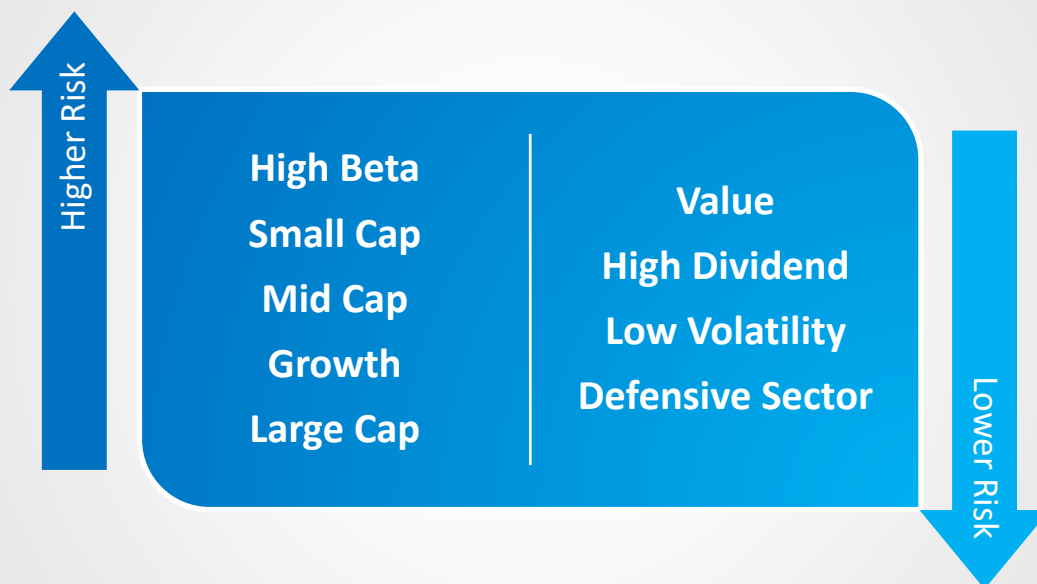 Higher Risk
High Beta
Small Cap
Mid Cap
Growth
Large Cap
Value
High Dividend
Low Volatility
Defensive Sector
Lower Risk